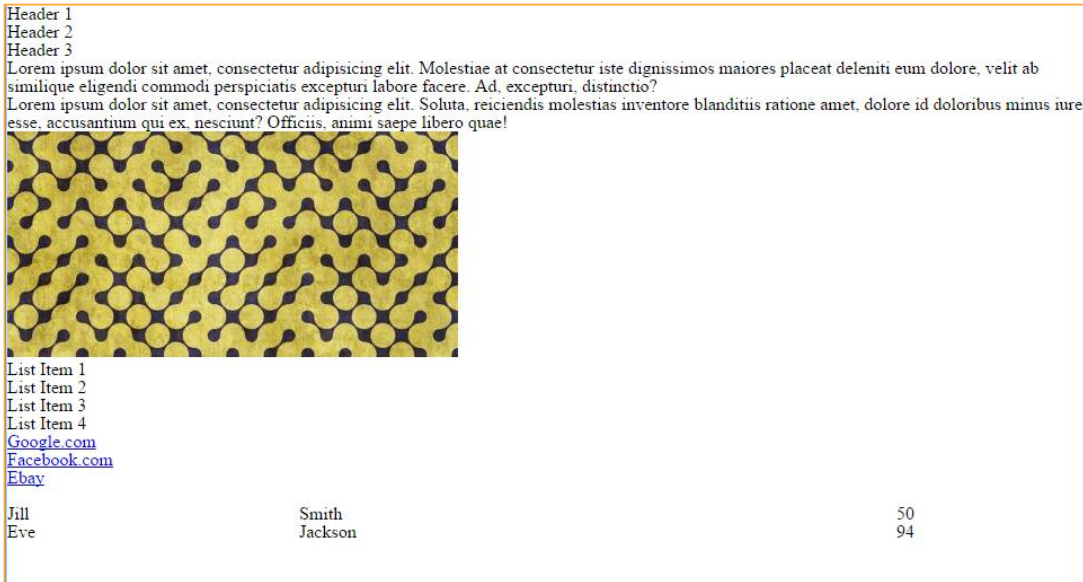 Header 1
Header 2
Header 3
Lorem ipsum dolor sit amet, consectetur adipisicing elit. Molestiae at consectetur iste dignissimos maiores placeat deleniti eum dolore, velit ab
similique eligendi commodi perspiciatis excepturi labore facere. Ad, excepturi, distinctio?
Lorem ipsum dolor sit amet, consectetur adipisicing elit. Soluta, reiciendis molestias inventore blanditiis ratione amet, dolore id doloribus minus iure
esse, accusantium qui ex, nesciunt? Officiis, animi saepe libero quae!
List Item 1
List Item 2
List Item 3
List Item 4
Google.com
Facebook.com
Ebay
Jill Smith 50
Eve Jackson 94